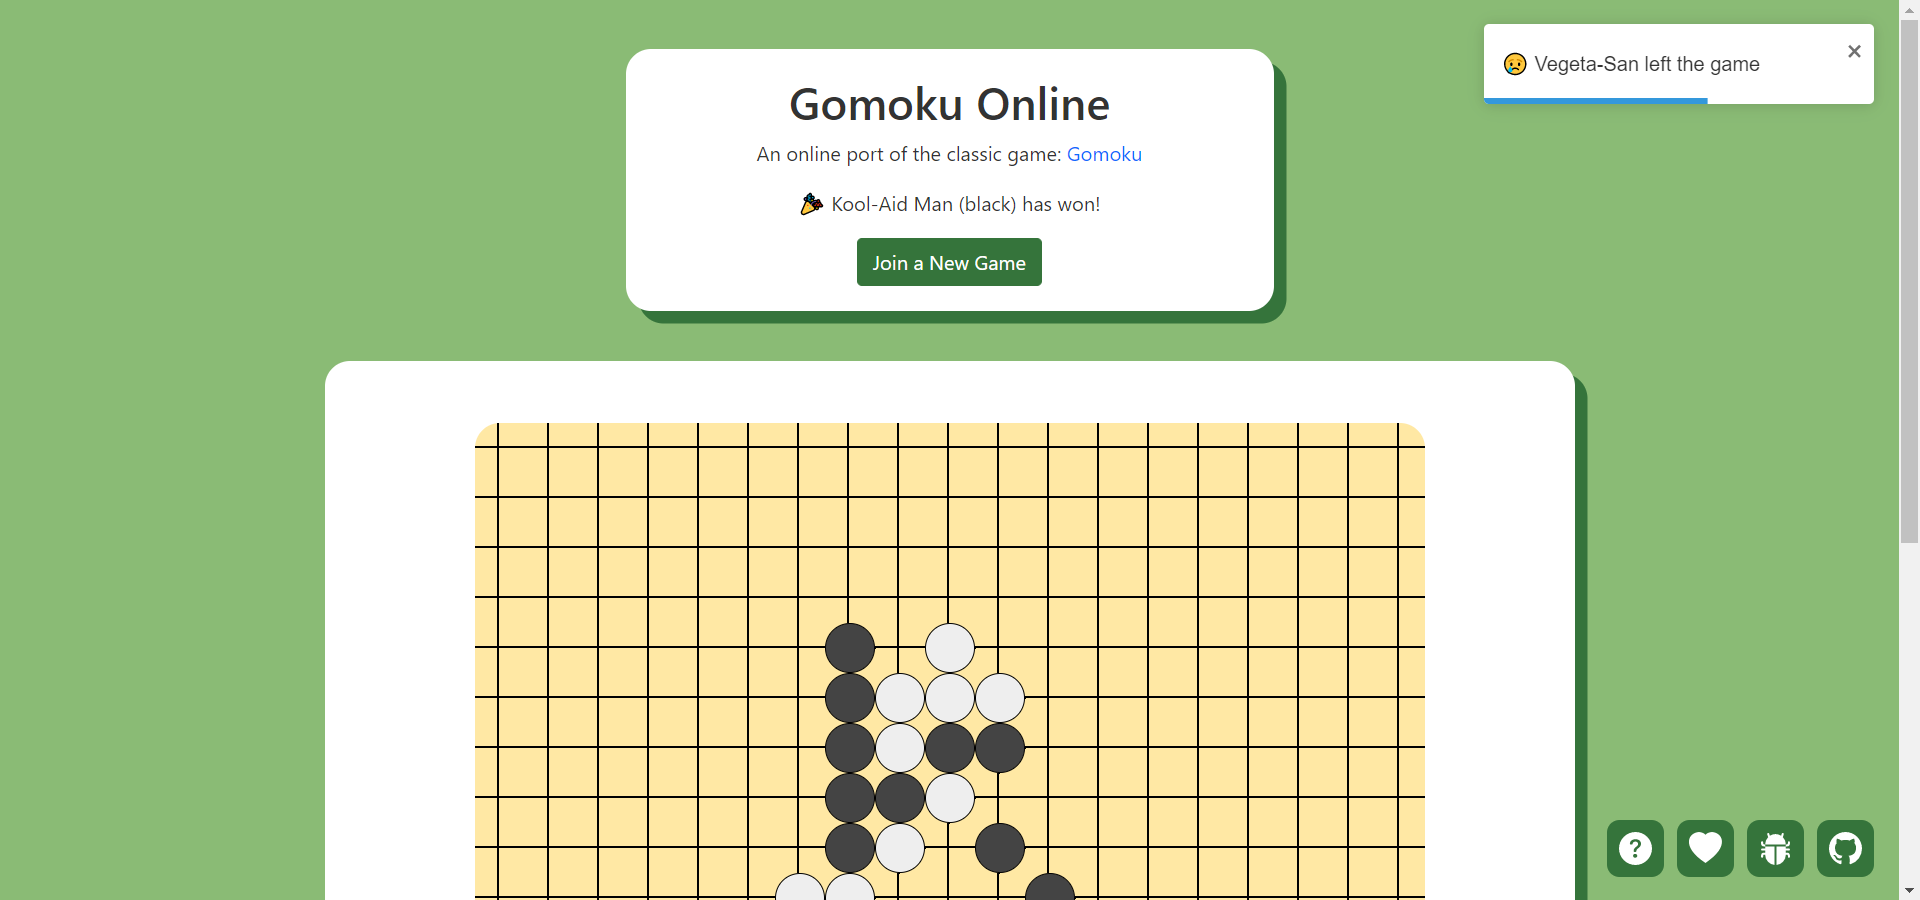 Gomoku Online
An online port of the classic game: Gomoku
🎉 Kool-Aid Man (black) has won!
Join a New Game
😢 Vegeta-San left the game
×
?